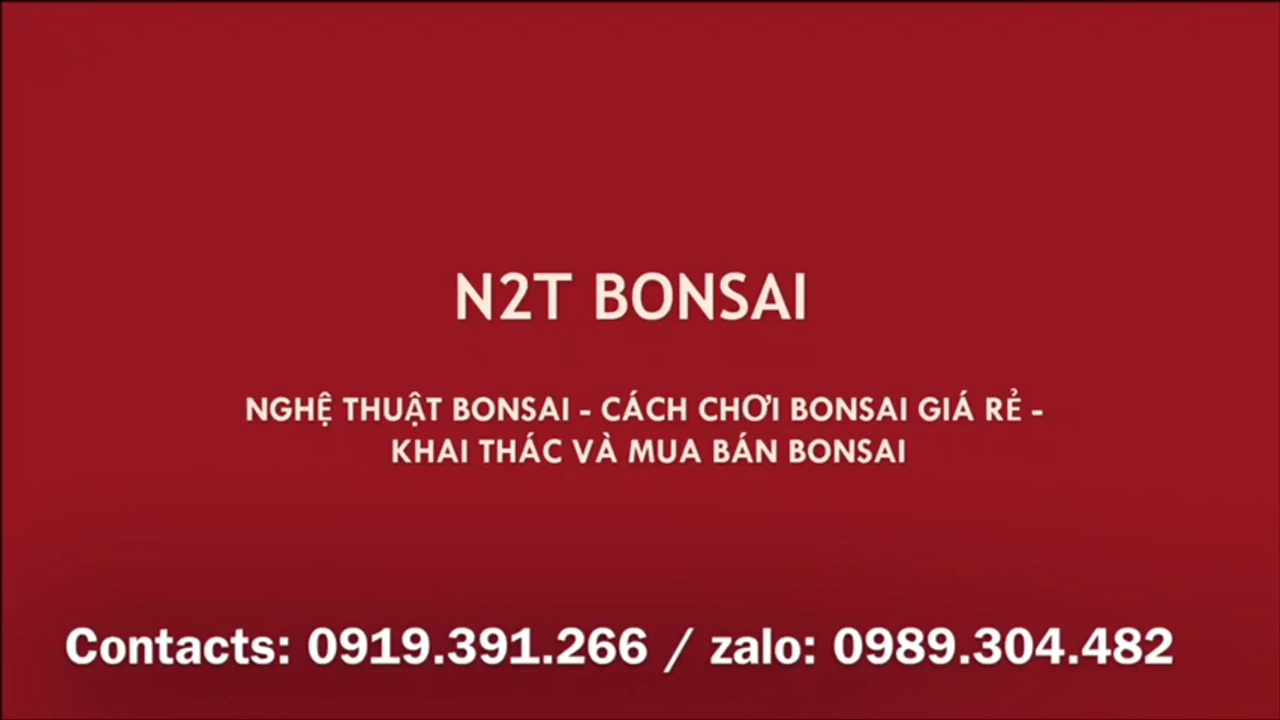 N2T BONSAI
NGHỆ THUẬT BONSAI - CÁCH CHƠI BONSAI GIÁ RẺ -
KHAI THÁC VÀ MUA BÁN BONSAI
Contacts: 0919.391.266 / zalo: 0989.304.482